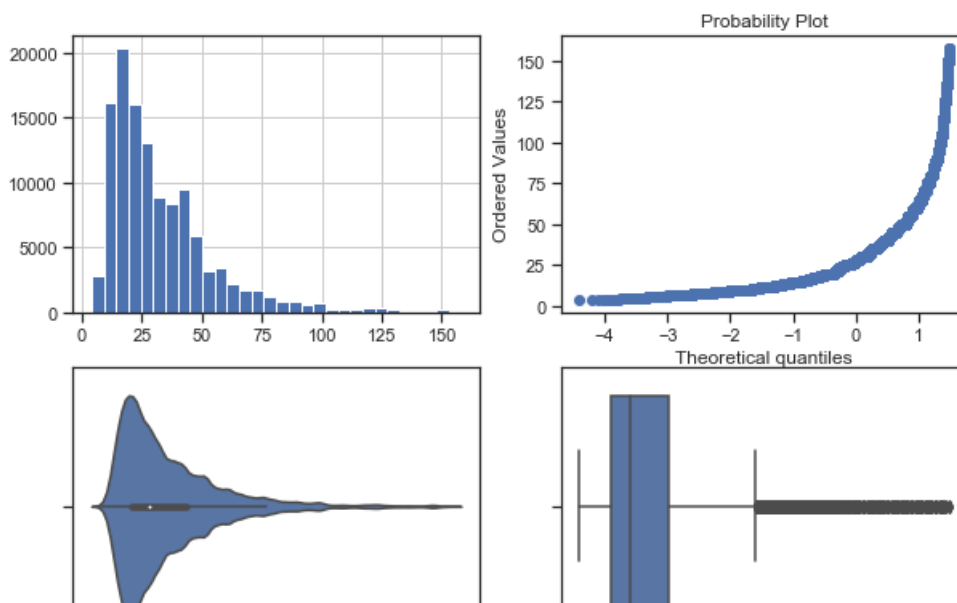 Probability Plot
20000
15000
10000
5000
0
0 25 50 75 100 125 150
Ordered Values
150
125
100
75
50
25
0
−4 −3 −2 −1 0 1
Theoretical quantiles